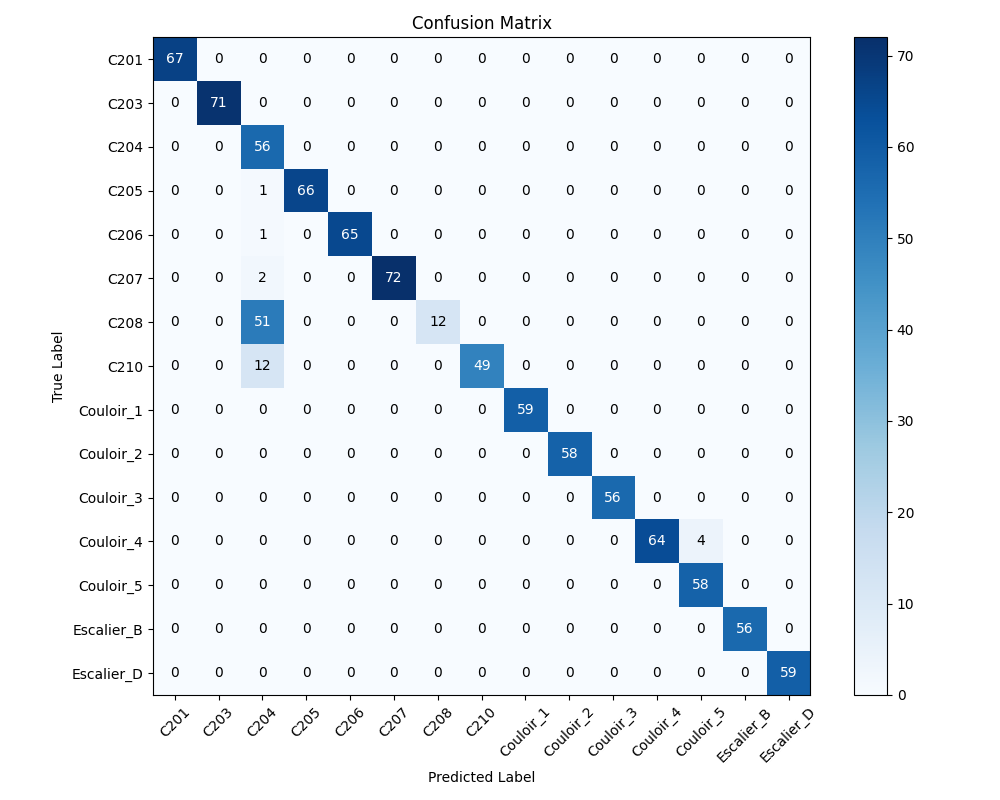 Confusion Matrix
True Label
C201 67 0 0 0 0 0 0 0 0 0 0 0 0 0 0
C203 0 71 0 0 0 0 0 0 0 0 0 0 0 0 0
C204 0 0 56 0 0 0 0 0 0 0 0 0 0 0 0
C205 0 0 1 66 0 0 0 0 0 0 0 0 0 0 0
C206 0 0 1 0 65 0 0 0 0 0 0 0 0 0 0
C207 0 0 2 0 0 72 0 0 0 0 0 0 0 0 0
C208 0 0 51 0 0 0 12 0 0 0 0 0 0 0 0
C210 0 0 12 0 0 0 0 49 0 0 0 0 0 0 0
Couloir_1 0 0 0 0 0 0 0 0 59 0 0 0 0 0 0
Couloir_2 0 0 0 0 0 0 0 0 0 58 0 0 0 0 0
Couloir_3 0 0 0 0 0 0 0 0 0 0 56 0 0 0 0
Couloir_4 0 0 0 0 0 0 0 0 0 0 0 64 4 0 0
Couloir_5 0 0 0 0 0 0 0 0 0 0 0 0 58 0 0
Escalier_B 0 0 0 0 0 0 0 0 0 0 0 0 0 56 0
Escalier_D 0 0 0 0 0 0 0 0 0 0 0 0 0 0 59
C201 C203 C204 C205 C206 C207 C208 C210 Couloir_1 Couloir_2 Couloir_3 Couloir_4 Couloir_5 Escalier_B Escalier_D
Predicted Label
70
60
50
40
30
20
10
0